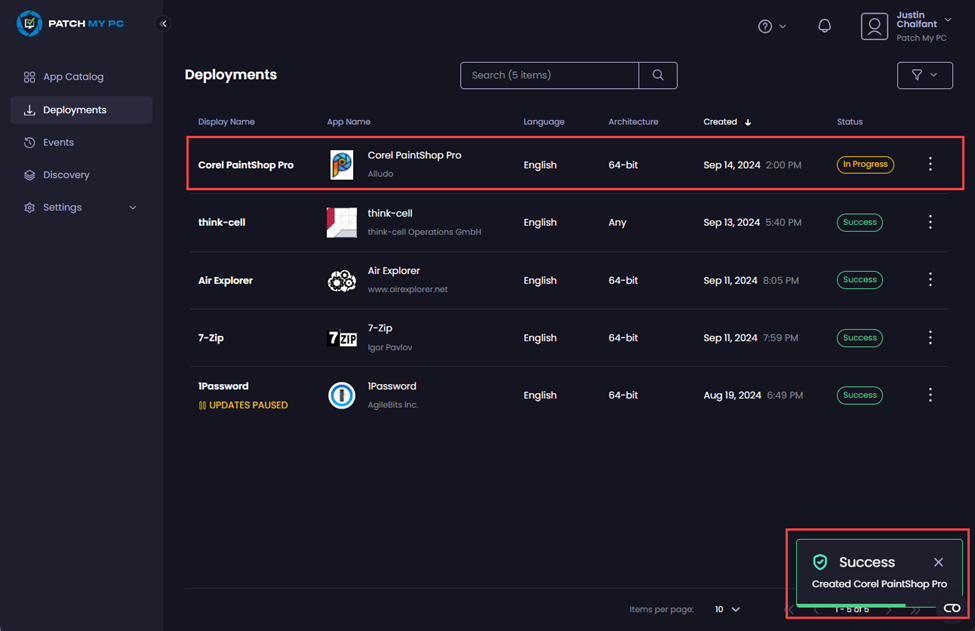 PATCH MY PC
Justin
Chalfant
Patch My PC
App Catalog
Deployments
Events
Discovery
Settings
Deployments
Search (5 items)
Display Name App Name Language Architecture Created Status
Corel PaintShop Pro Corel PaintShop Pro English 64-bit Sep 14, 2024 2:00 PM In Progress
Alludo
think-cell think-cell English Any Sep 13, 2024 5:40 PM Success
think-cell Operations GmbH
Air Explorer Air Explorer English 64-bit Sep 11, 2024 8:05 PM Success
www.airexplorer.net
7-Zip 7ZIP 7-Zip English 64-bit Sep 11, 2024 7:59 PM Success
Igor Pavlov
1Password 1Password English 64-bit Aug 19, 2024 6:49 PM Success
UPDATES PAUSED AgileBits Inc.
Success
Created Corel PaintShop Pro
Items per page: 10 1 - 5 of 5